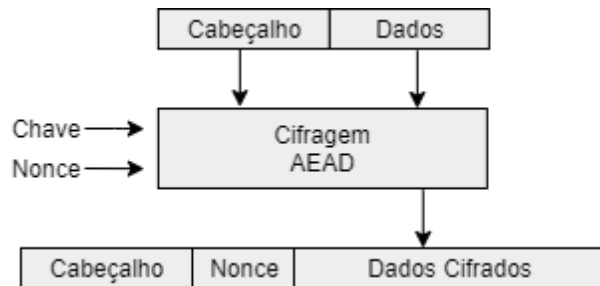 Cabeçalho Dados
Chave
Nonce
Cifragem
AEAD
Cabeçalho Nonce Dados Cifrados